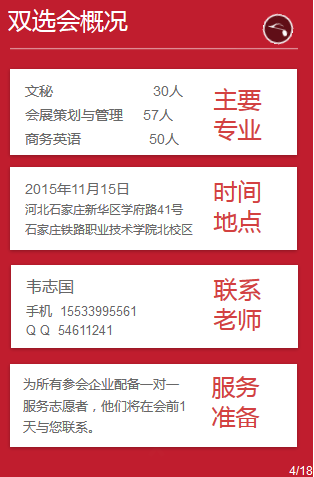 双选会概况
文秘 30人
会展策划与管理 57人
商务英语 50人
主要
专业
2015年11月15日
河北石家庄新华区学府路41号
石家庄铁路职业技术学院北校区
时间
地点
韦志国
手机 15533995561
Q Q 54611241
联系
老师
为所有参会企业配备一对一
服务志愿者，他们将在会前1
天与您联系。
服务
准备
4/18